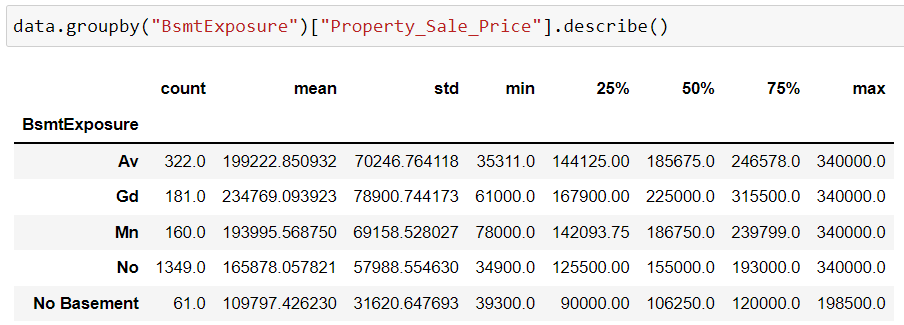 data.groupby("BsmtExposure")["Property_Sale_Price"].describe()
count mean std min 25% 50% 75% max
BsmtExposure
Av 322.0 199222.850932 70246.764118 35311.0 144125.00 185675.0 246578.0 340000.0
Gd 181.0 234769.093923 78900.744173 61000.0 167900.00 225000.0 315500.0 340000.0
Mn 160.0 193995.568750 69158.528027 78000.0 142093.75 186750.0 239799.0 340000.0
No 1349.0 165878.057821 57988.554630 34900.0 125500.00 155000.0 193000.0 340000.0
No Basement 61.0 109797.426230 31620.647693 39300.0 90000.00 106250.0 120000.0 198500.0